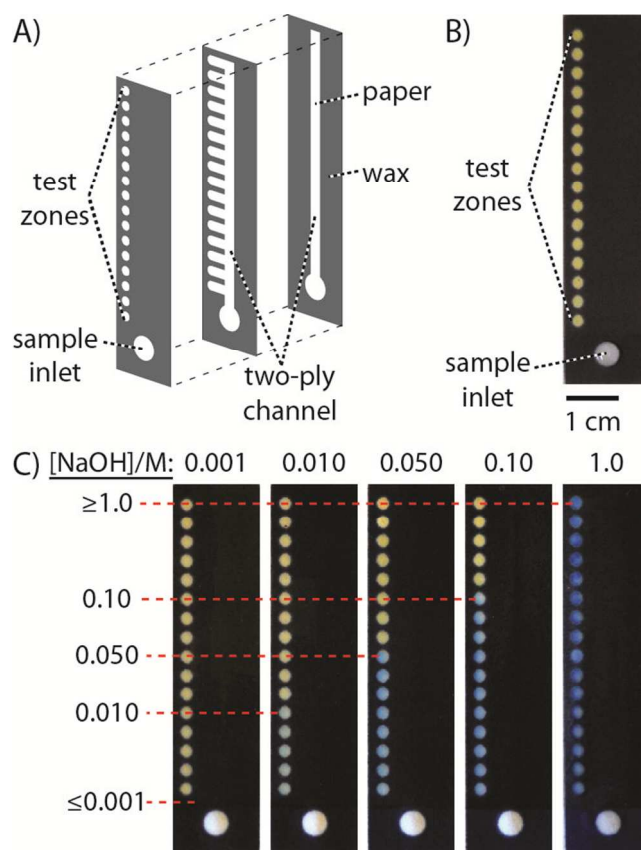 A)
paper
wax
test
zones
sample
inlet
two-ply
channel
B)
test
zones
sample
inlet
1 cm
C) [NaOH]/M: 0.001 0.010 0.050 0.10 1.0
≥1.0
0.10
0.050
0.010
≤0.001